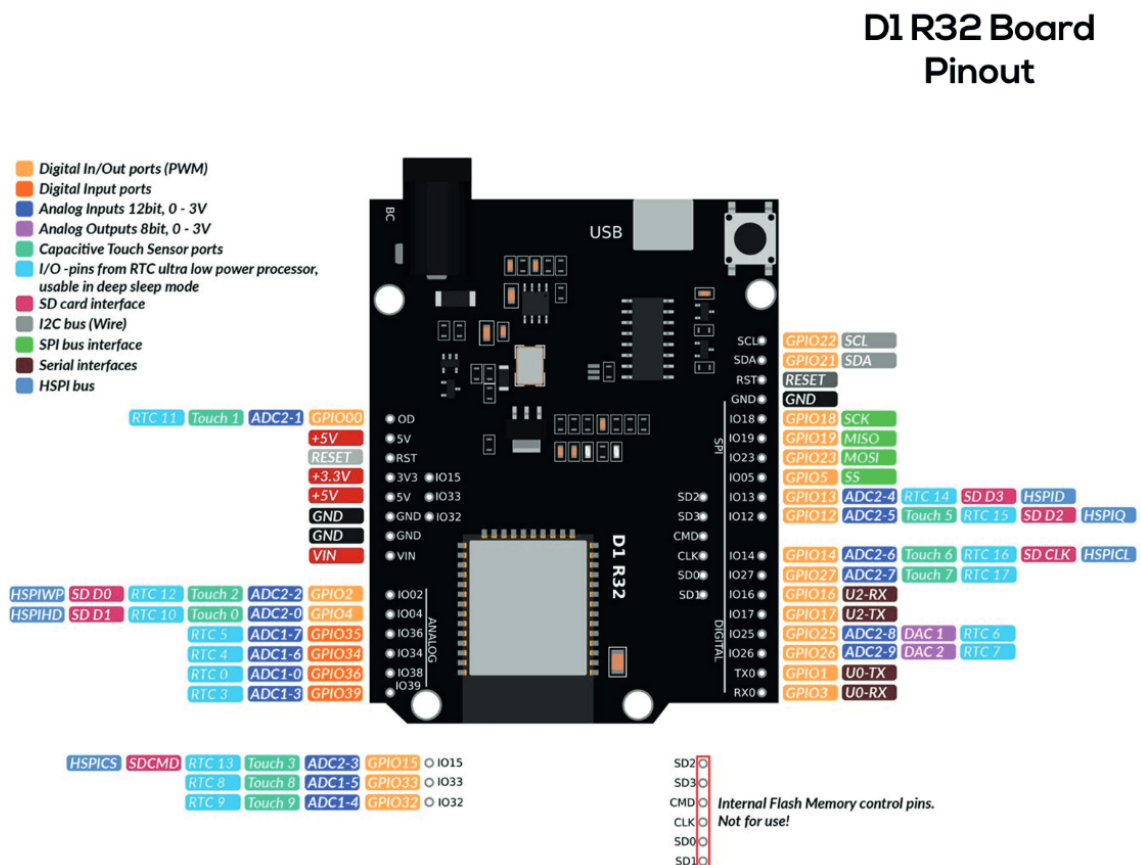 D1 R32 Board
Pinout
Digital In/Out ports (PWM)
Digital Input ports
Analog Inputs 12bit, 0 - 3V
Analog Outputs 8bit, 0 - 3V
Capacitive Touch Sensor ports
I/O -pins from RTC ultra low power processor,
usable in deep sleep mode
SD card interface
I2C bus (Wire)
SPI bus interface
Serial interfaces
HSPI bus
BC
USB
RTC 11 Touch 1 ADC2-1 GPIO00 OD
+5V 5V
RESET RST
+3.3V 3V3 IO15
+5V 5V IO33
GND GND IO32
GND GND
VIN VIN
HSPIWP SD D0 RTC 12 Touch 2 ADC2-2 GPIO2 IO02
HSPIHD SD D1 RTC 10 Touch 0 ADC2-0 GPIO4 IO04
RTC 5 ADC1-7 GPIO35 IO36
RTC 4 ADC1-6 GPIO34 IO34
RTC 0 ADC1-0 GPIO36 IO38
RTC 3 ADC1-3 GPIO39 IO39
ANALOG
D1 R32
SD2
SD3
CMD
CLK
SD0
SD1
SCL GPIO22 SCL
SDA GPIO21 SDA
RST RESET
GND GND
IO18 GPIO18 SCK
IO19 GPIO19 MISO
IO23 GPIO23 MOSI
IO05 GPIO5 SS
IO13 GPIO13 ADC2-4 RTC 14 SD D3 HSPID
IO12 GPIO12 ADC2-5 Touch 5 RTC 15 SD D2 HSPIQ
IO14 GPIO14 ADC2-6 Touch 6 RTC 16 SD CLK HSPICL
IO27 GPIO27 ADC2-7 Touch 7 RTC 17
IO16 GPIO16 U2-RX
IO17 GPIO17 U2-TX
IO25 GPIO25 ADC2-8 DAC 1 RTC 6
IO26 GPIO26 ADC2-9 DAC 2 RTC 7
TX0 GPIO1 U0-TX
RX0 GPIO3 U0-RX
SPI
DIGITAL
HSPICS SDCMD RTC 13 Touch 3 ADC2-3 GPIO15 IO15
RTC 8 Touch 8 ADC1-5 GPIO33 IO33
RTC 9 Touch 9 ADC1-4 GPIO32 IO32
SD2
SD3
CMD
CLK
SD0
SD1
Internal Flash Memory control pins.
Not for use!